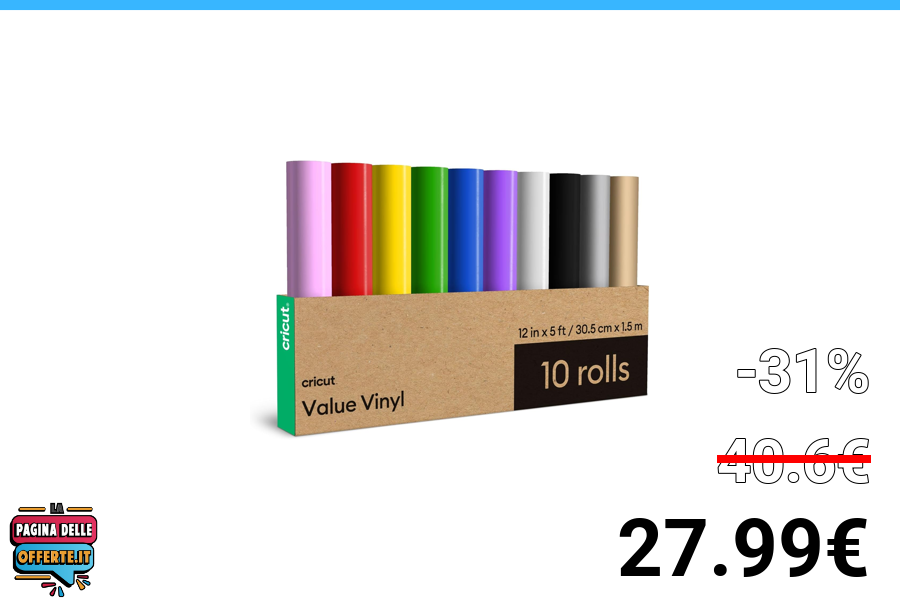 cricut
12 in x 5 ft / 30.5 cm x 1.5 m
10 rolls
cricut
Value Vinyl
-31%
40.6€
27.99€
LA
PAGINA DELLE
OFFERTE.IT